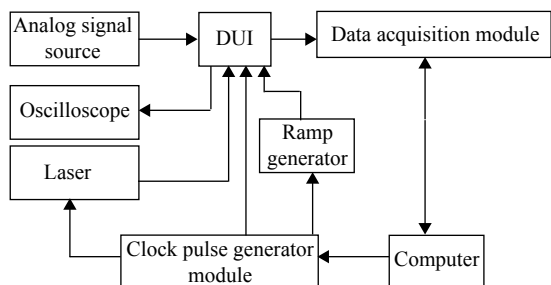 Analog signal
source
DUI
Data acquisition module
Oscilloscope
Ramp
generator
Laser
Clock pulse generator
module
Computer